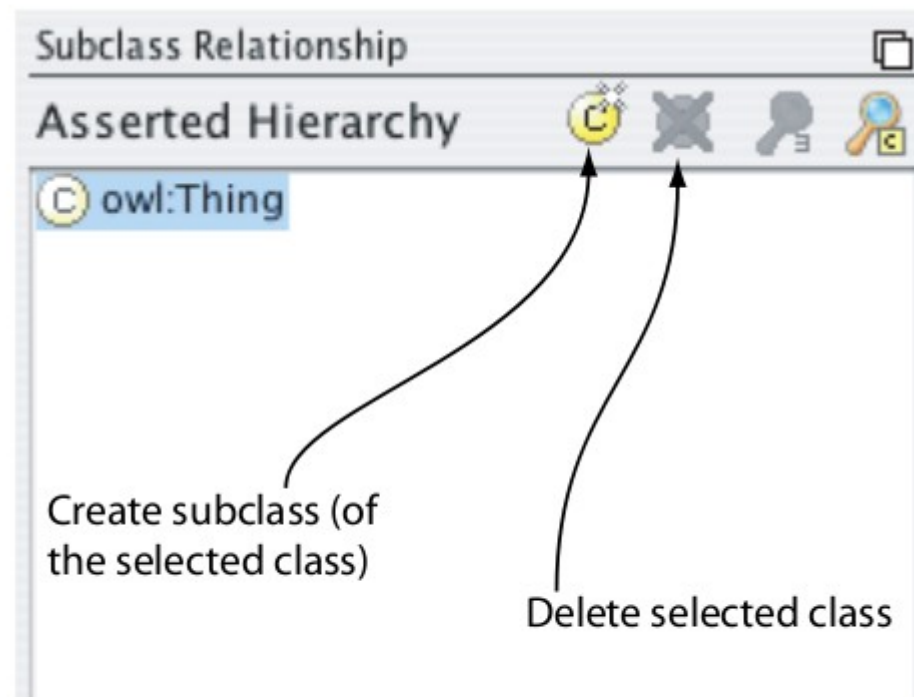 Subclass Relationship
Asserted Hierarchy
C
C
C owl:Thing
Create subclass (of
the selected class)
Delete selected class